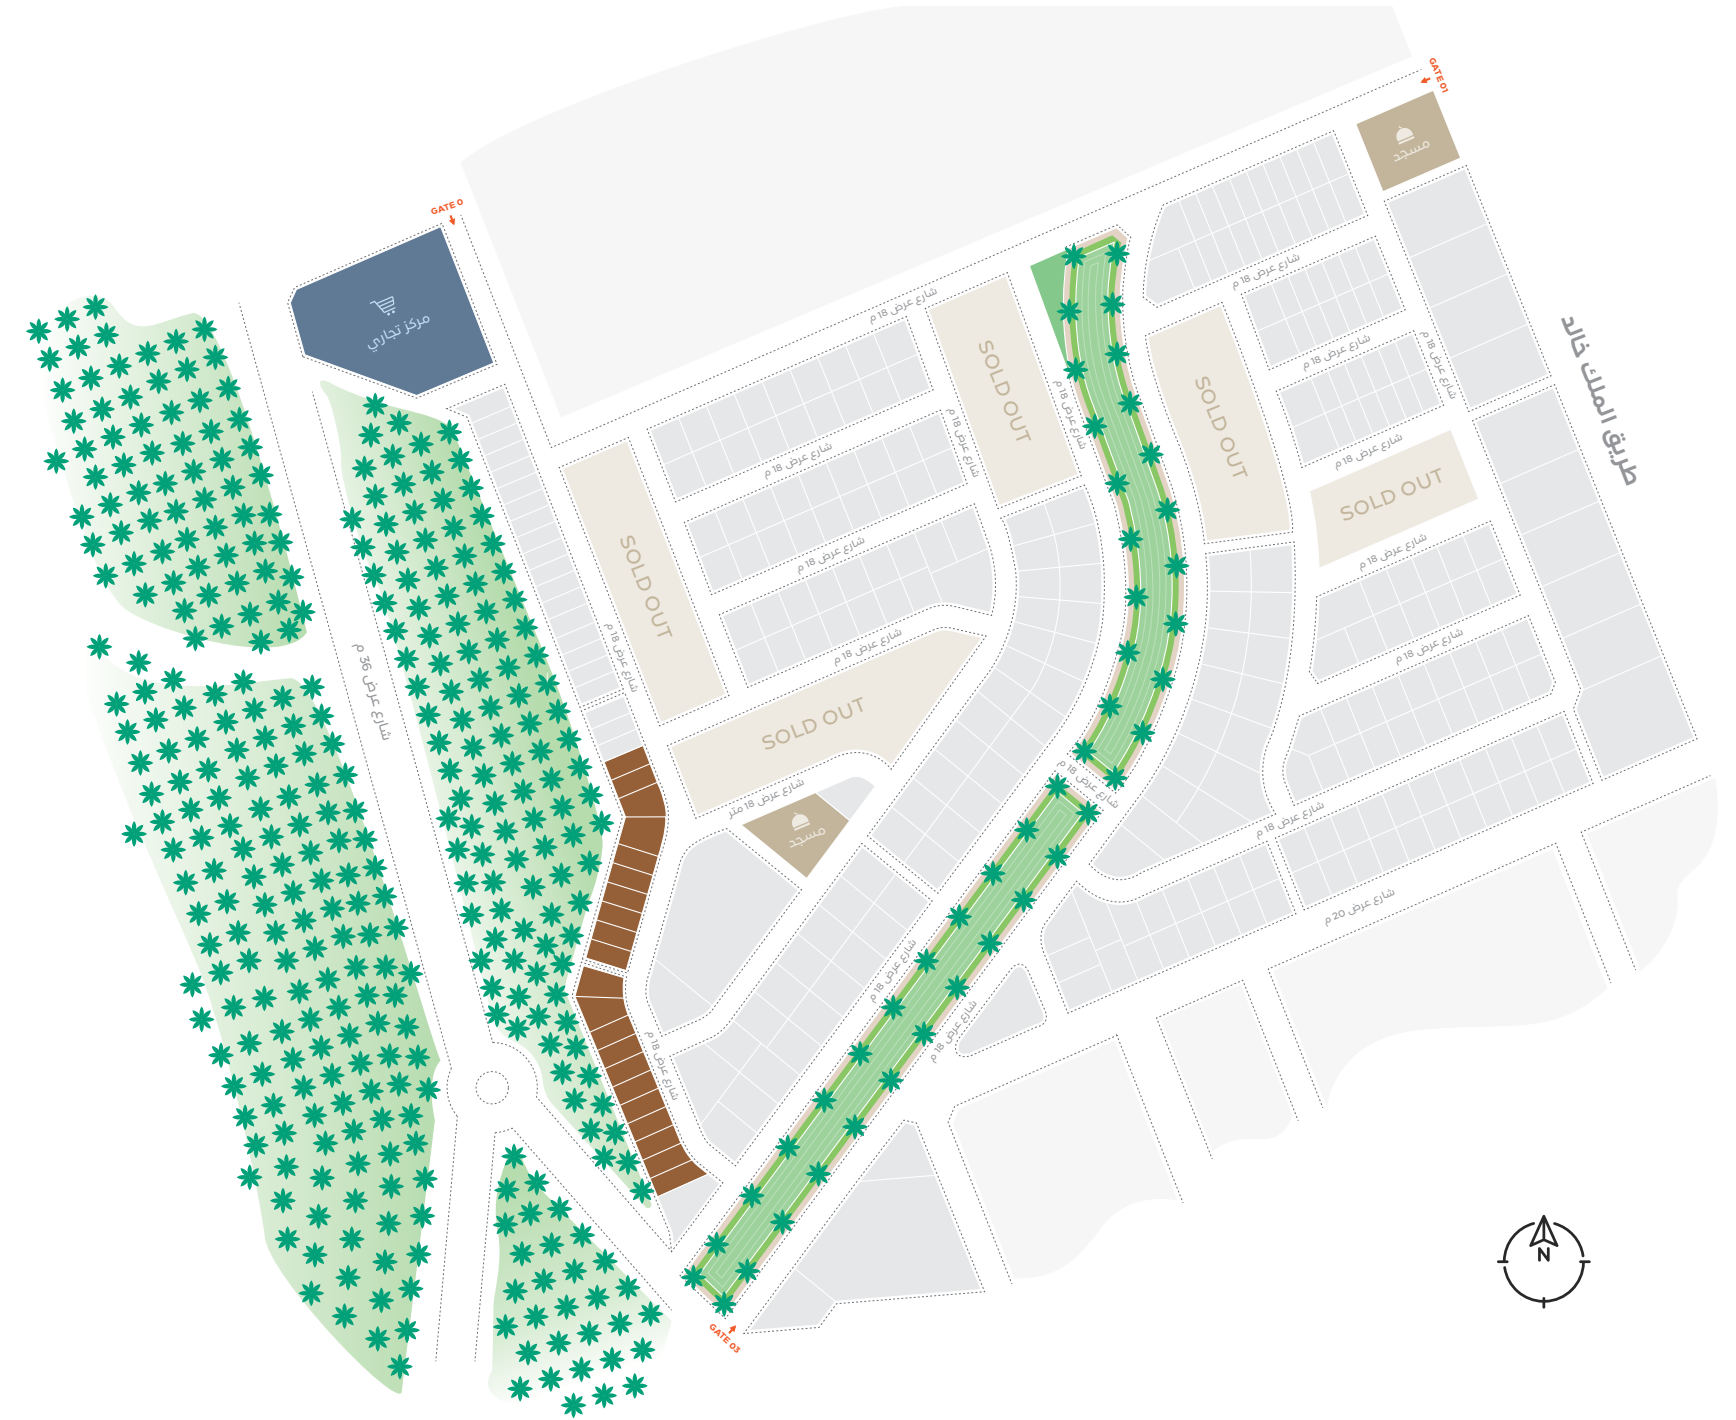 GATE 01
مسجد
GATE 0
مركز تجاري
شارع عرض 18 م
شارع عرض 18 م
شارع عرض 18 م
شارع عرض 18 م
طريق الملك خالد
SOLD OUT
SOLD OUT
شارع عرض 18 م
شارع عرض 18 م
شارع عرض 18 م
شارع عرض 18 م
SOLD OUT
SOLD OUT
شارع عرض 18 م
شارع عرض 18 م
شارع عرض 18 م
شارع عرض 18 م
شارع عرض 18 م
شارع عرض 36 م
SOLD OUT
شارع عرض 18 م
شارع عرض 18 متر
مسجد
شارع عرض 18 م
شارع عرض 20 م
شارع عرض 18 م
شارع عرض 18 م
شارع عرض 18 م
N
GATE 03